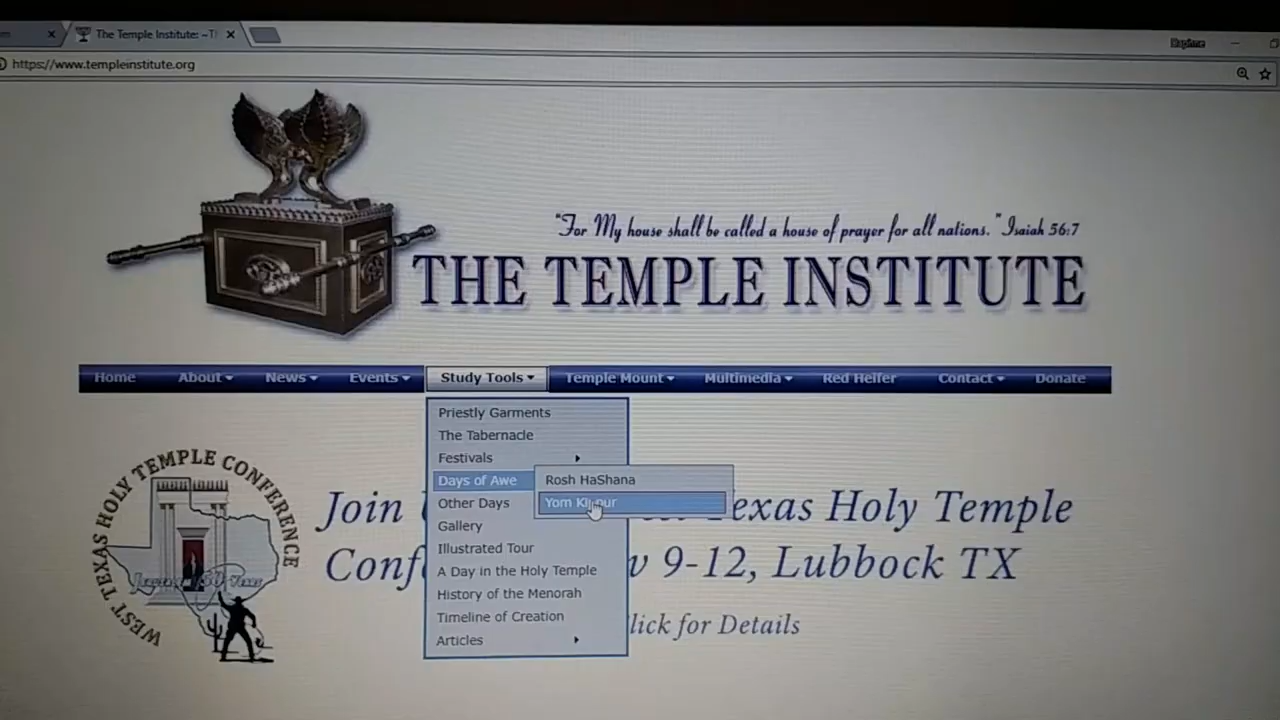 The Temple Institute: ~Th
https://www.templeinstitute.org
"For My house shall be called a house of prayer for all nations." Isaiah 56:7
THE TEMPLE INSTITUTE
Home About News Events Study Tools Temple Mount Multimedia Red Heifer Contact Donate
Priestly Garments
The Tabernacle
Festivals
Days of Awe
Rosh HaShana
Yom Kippur
Other Days
Gallery
Illustrated Tour
A Day in the Holy Temple
History of the Menorah
Timeline of Creation
Articles
WEST TEXAS HOLY TEMPLE CONFERENCE
Join exas Holy Temple
Conf v 9-12, Lubbock TX
lick for Details